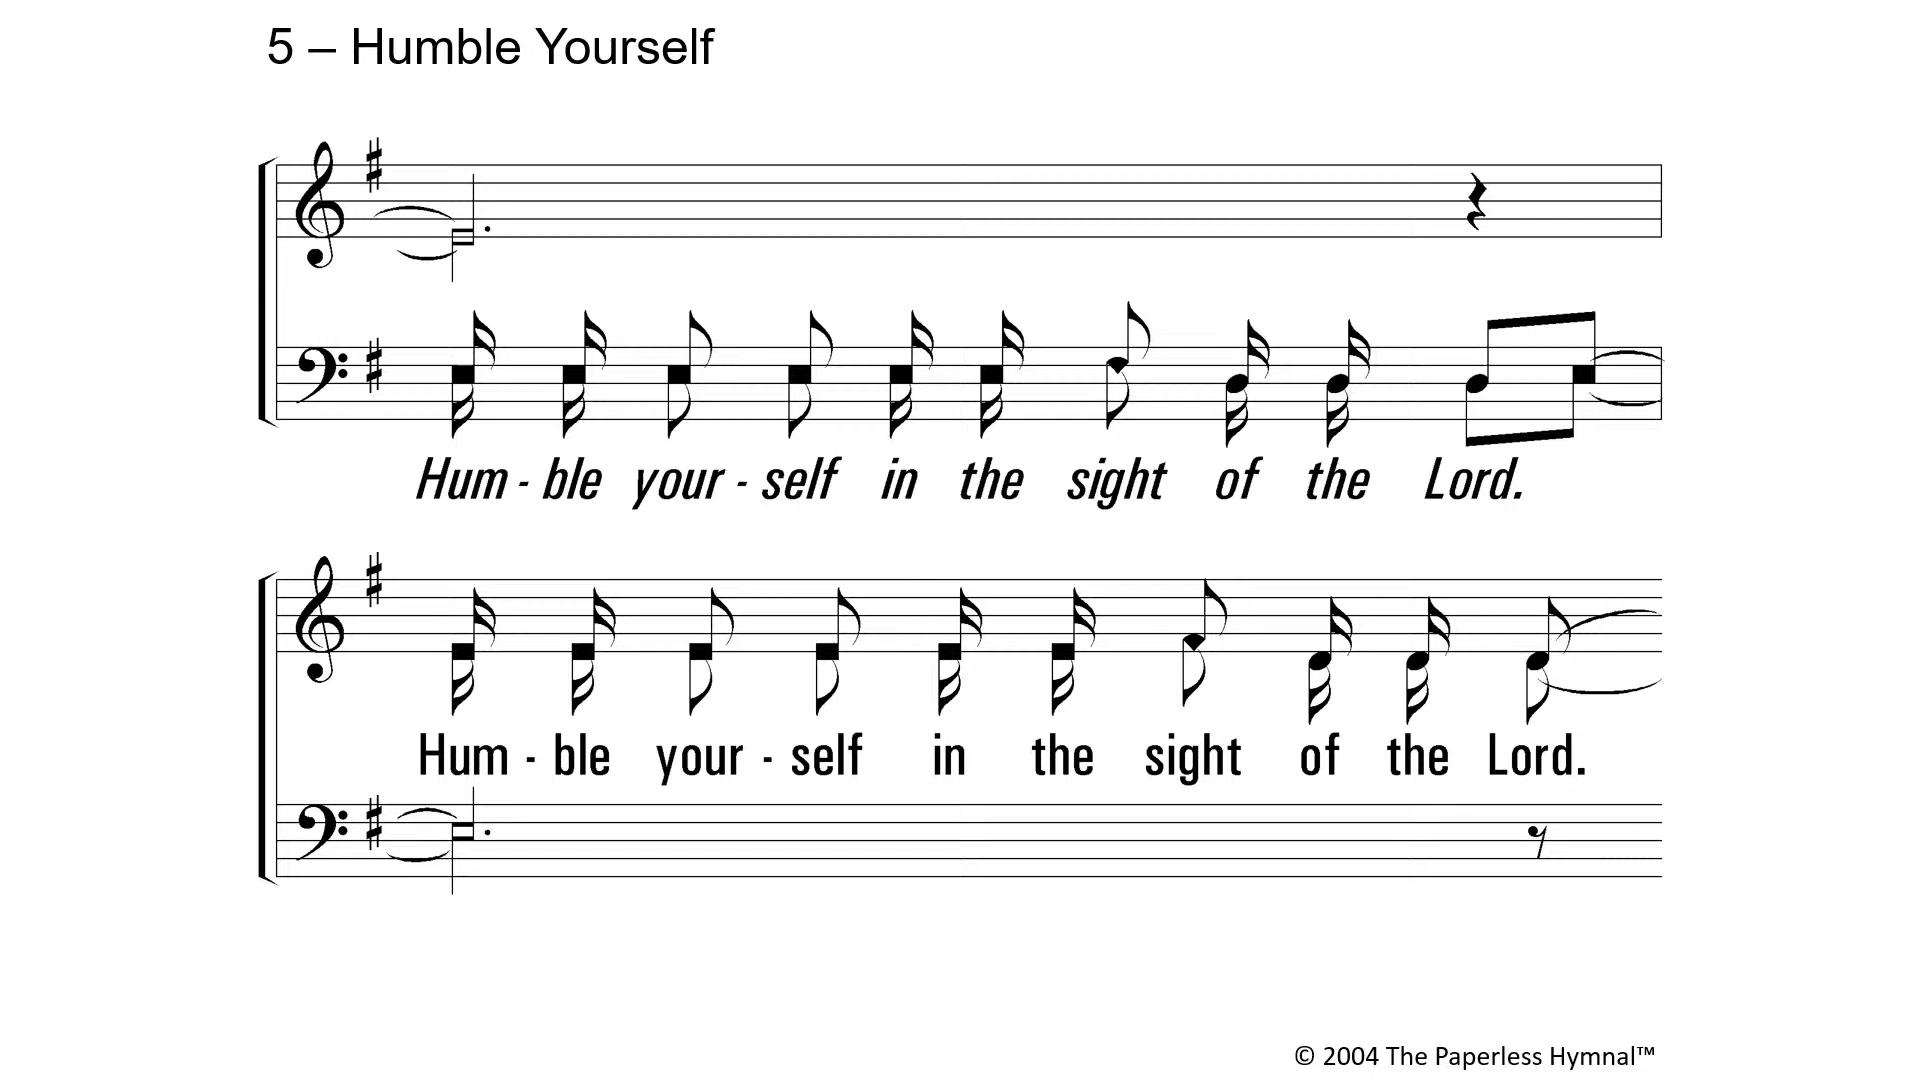 5 – Humble Yourself
Hum - ble your - self in the sight of the Lord.
Hum - ble your - self in the sight of the Lord.
© 2004 The Paperless Hymnal™